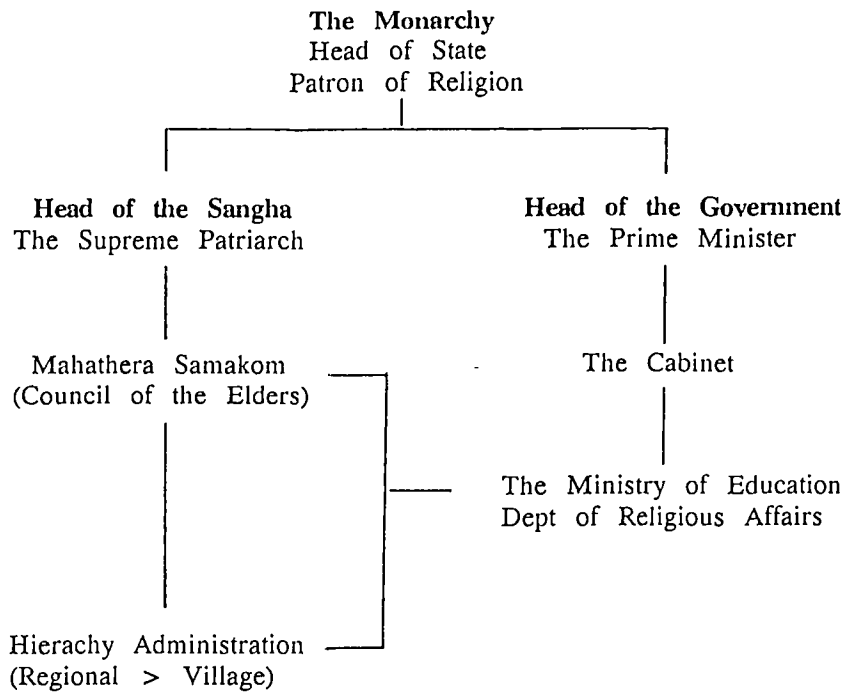 The Monarchy
Head of State
Patron of Religion
Head of the Sangha
The Supreme Patriarch
Head of the Government
The Prime Minister
Mahathera Samakom
(Council of the Elders)
The Cabinet
The Ministry of Education
Dept of Religious Affairs
Hierachy Administration
(Regional > Village)